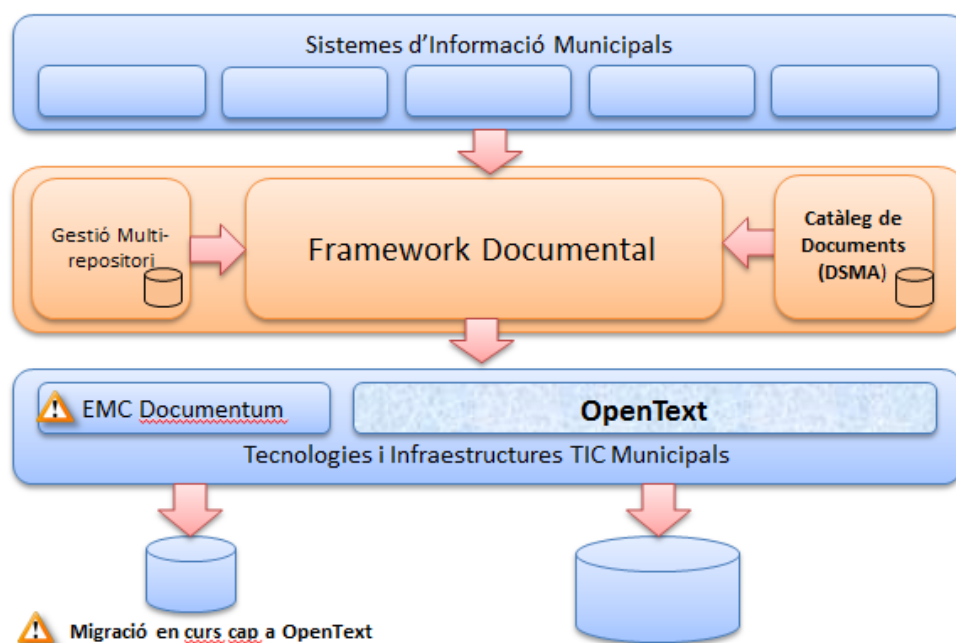 Sistemes d'Informació Municipals
Gestió Multi-
repositori
Framework Documental
Catàleg de
Documents
(DSMA)
EMC Documentum
OpenText
Tecnologies i Infraestructures TIC Municipals
Migració en curs cap a OpenText